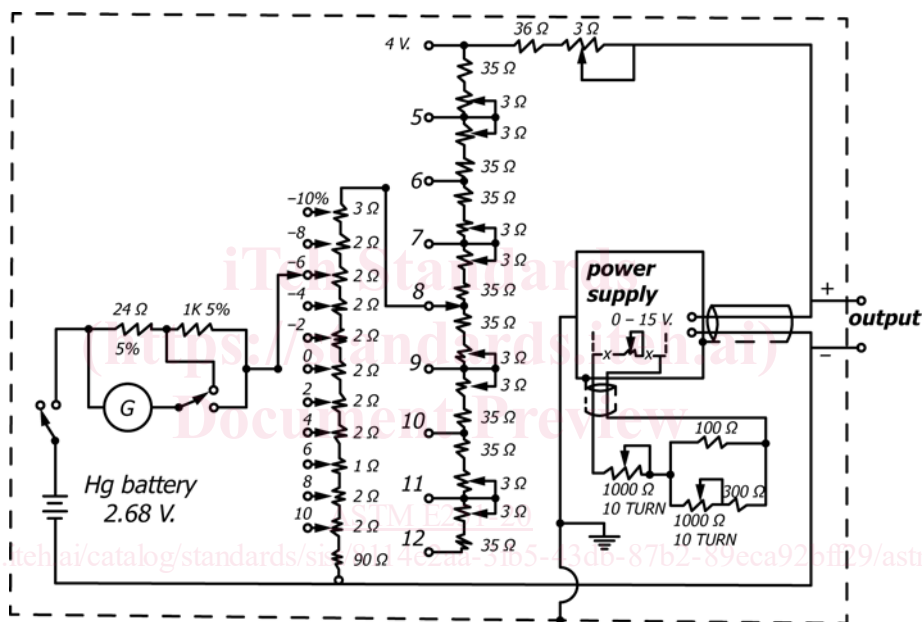 4 V.
36 Ω
3 Ω
35 Ω
3 Ω
5
3 Ω
35 Ω
6
35 Ω
–10%
3 Ω
–8
2 Ω
7
3 Ω
3 Ω
iTeh Standards
–6
2 Ω
power
supply
35 Ω
8
+
output
–4
2 Ω
0 – 15 V.
24 Ω
1K 5%
5%
–2
2 Ω
35 Ω
(https://standards.iteh.ai)
–
x
x
0
2 Ω
9
3 Ω
3 Ω
G
2
2 Ω
Document Preview
35 Ω
4
2 Ω
10
100 Ω
35 Ω
6
1 Ω
Hg battery
2.68 V.
8
2 Ω
11
3 Ω
3 Ω
1000 Ω
10 TURN
300Ω
1000 Ω
10 TURN
10
2 Ω
ASTM E251-20
12
35 Ω
90 Ω